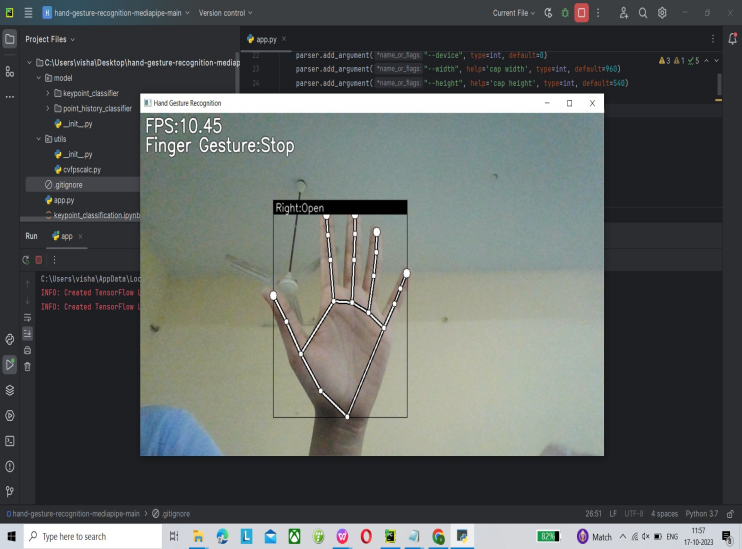 H hand-gesture-recognition-mediapipe-main Version control Current File
Project Files
app.py
C:\Users\visha\Desktop\hand-gesture-recognition-mediap
model
keypoint_classifier
point_history_classifier
__init__.py
utils
__init__.py
cvfpscalc.py
.gitignore
app.py
keypoint_classification.ipynb
22 parser.add_argument( *name_or_flags: "--device", type=int, default=0)
23 parser.add_argument( *name_or_flags: "--width", help='cap width', type=int, default=960)
24 parser.add_argument( *name_or_flags: "--height", help='cap height', type=int, default=540)
3 1 5
Hand Gesture Recognition
FPS:10.45
Finger Gesture:Stop
Right:Open
Run app
C:\Users\visha\AppData\Loc
INFO: Created TensorFlow L
INFO: Created TensorFlow L
hand-gesture-recognition-mediapipe-main > .gitignore
26:51 LF UTF-8 4 spaces Python 3.7
Type here to search
82%
Match
ENG
11:57
17-10-2023